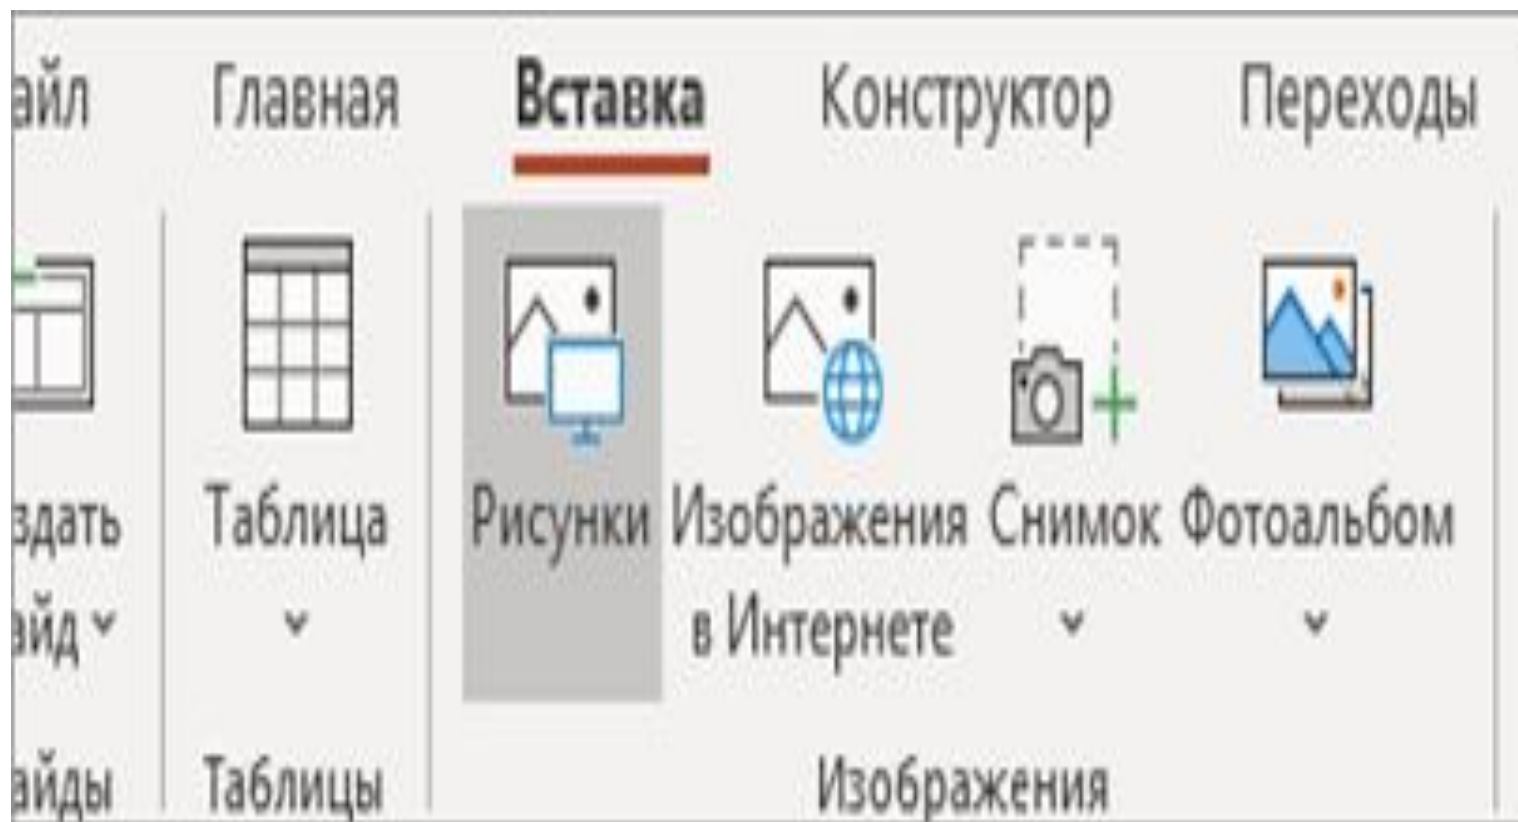 айл Главная Вставка Конструктор Переходы
здать Таблица Рисунки Изображения Снимок Фотоальбом
айд в Интернете
айды Таблицы Изображения